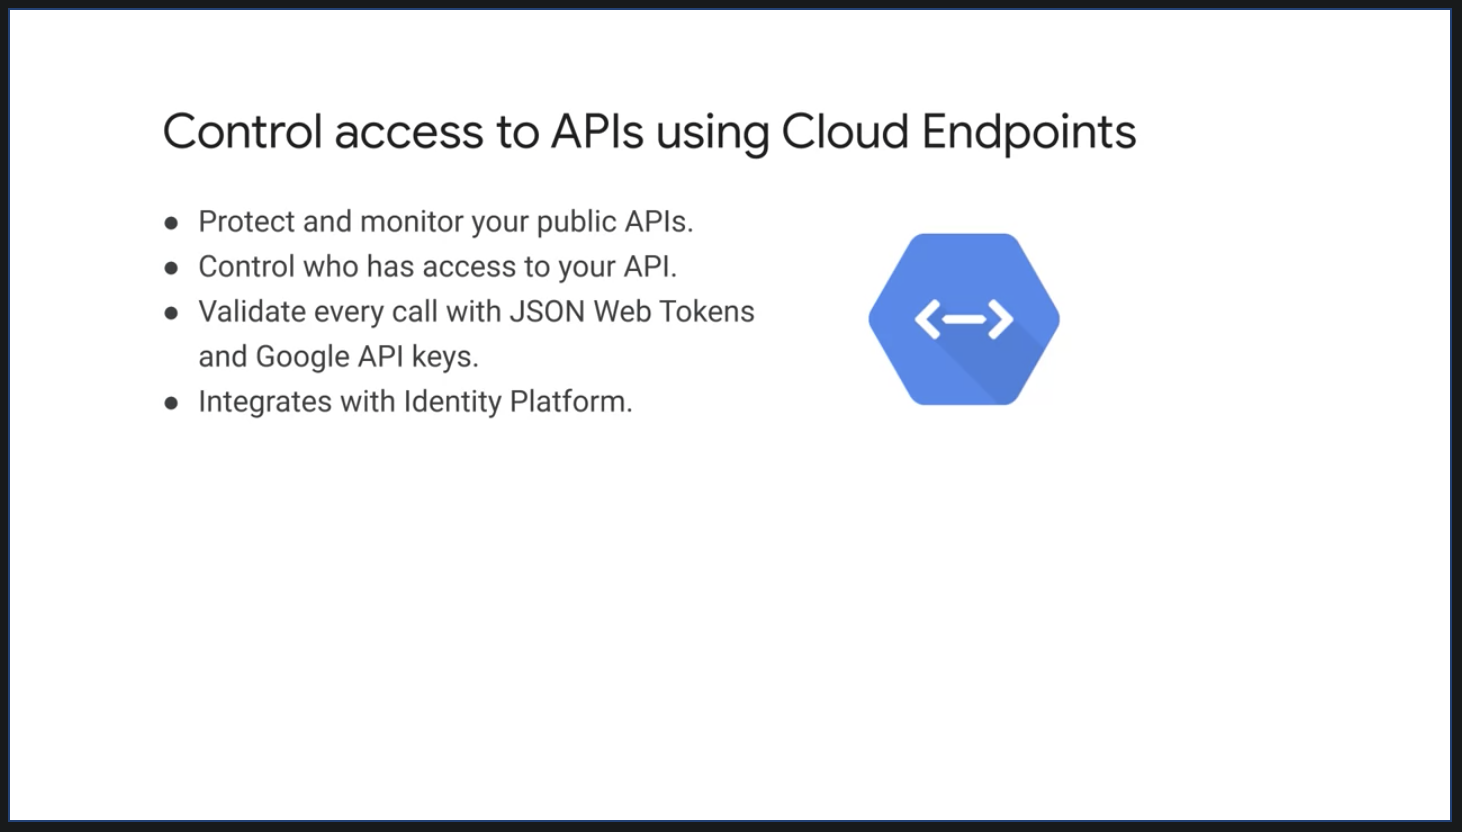 Control access to APIs using Cloud Endpoints
● Protect and monitor your public APIs.
● Control who has access to your API.
● Validate every call with JSON Web Tokens
and Google API keys.
● Integrates with Identity Platform.